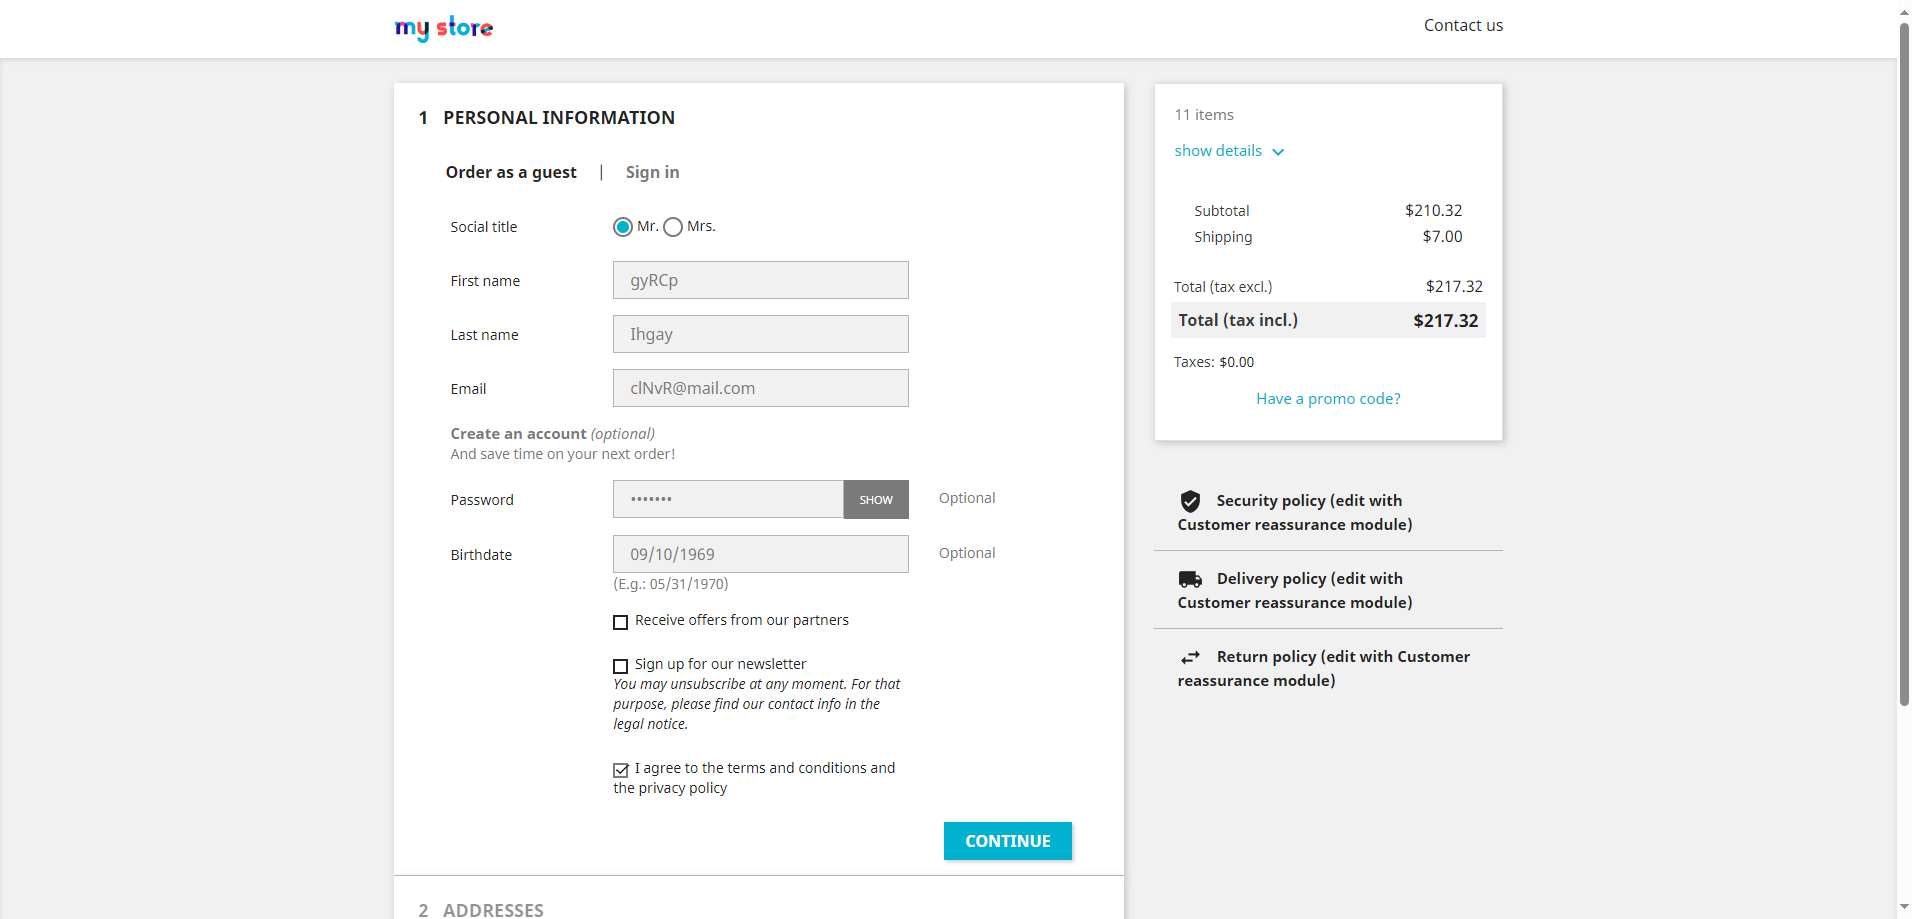 my store
Contact us
1 PERSONAL INFORMATION
Order as a guest | Sign in
Social title
Mr. Mrs.
First name
gyRCp
Last name
Ihgay
Email
clNvR@mail.com
Create an account (optional)
And save time on your next order!
Password
•••••••
SHOW
Optional
Birthdate
09/10/1969
Optional
(E.g.: 05/31/1970)
Receive offers from our partners
Sign up for our newsletter
You may unsubscribe at any moment. For that
purpose, please find our contact info in the
legal notice.
I agree to the terms and conditions and
the privacy policy
CONTINUE
2 ADDRESSES
11 items
show details
Subtotal $210.32
Shipping $7.00
Total (tax excl.) $217.32
Total (tax incl.) $217.32
Taxes: $0.00
Have a promo code?
Security policy (edit with
Customer reassurance module)
Delivery policy (edit with
Customer reassurance module)
Return policy (edit with Customer
reassurance module)